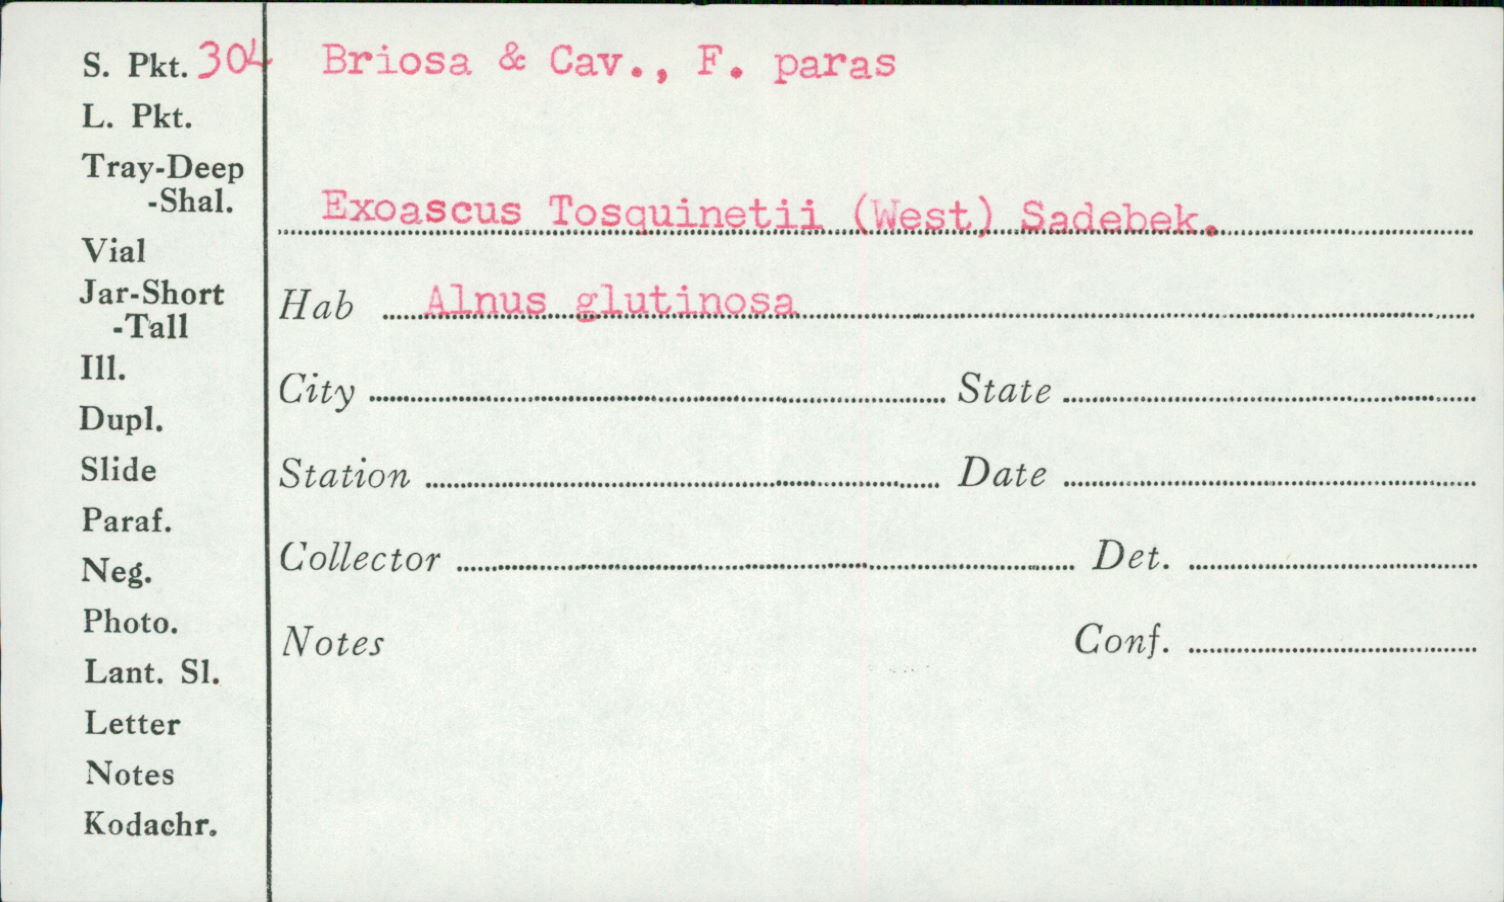 S. Pkt. 304
L. Pkt.
Tray-Deep
-Shal.
Vial
Jar-Short
-Tall
Ill.
Dupl.
Slide
Paraf.
Neg.
Photo.
Lant. Sl.
Letter
Notes
Kodachr.
Briosa & Cav., F. paras
Exoascus Tosquinetii (West) Sadebek.
Hab Alnus glutinosa
City State
Station Date
Collector Det.
Notes Conf.